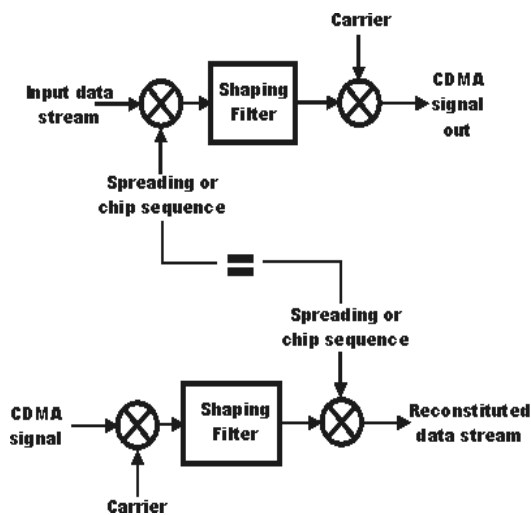 Carrier
Input data
stream
Shaping
Filter
CDMA
signal
out
Spreading or
chip sequence
=
Spreading or
chip sequence
CDMA
signal
Shaping
Filter
Reconstituted
data stream
Carrier